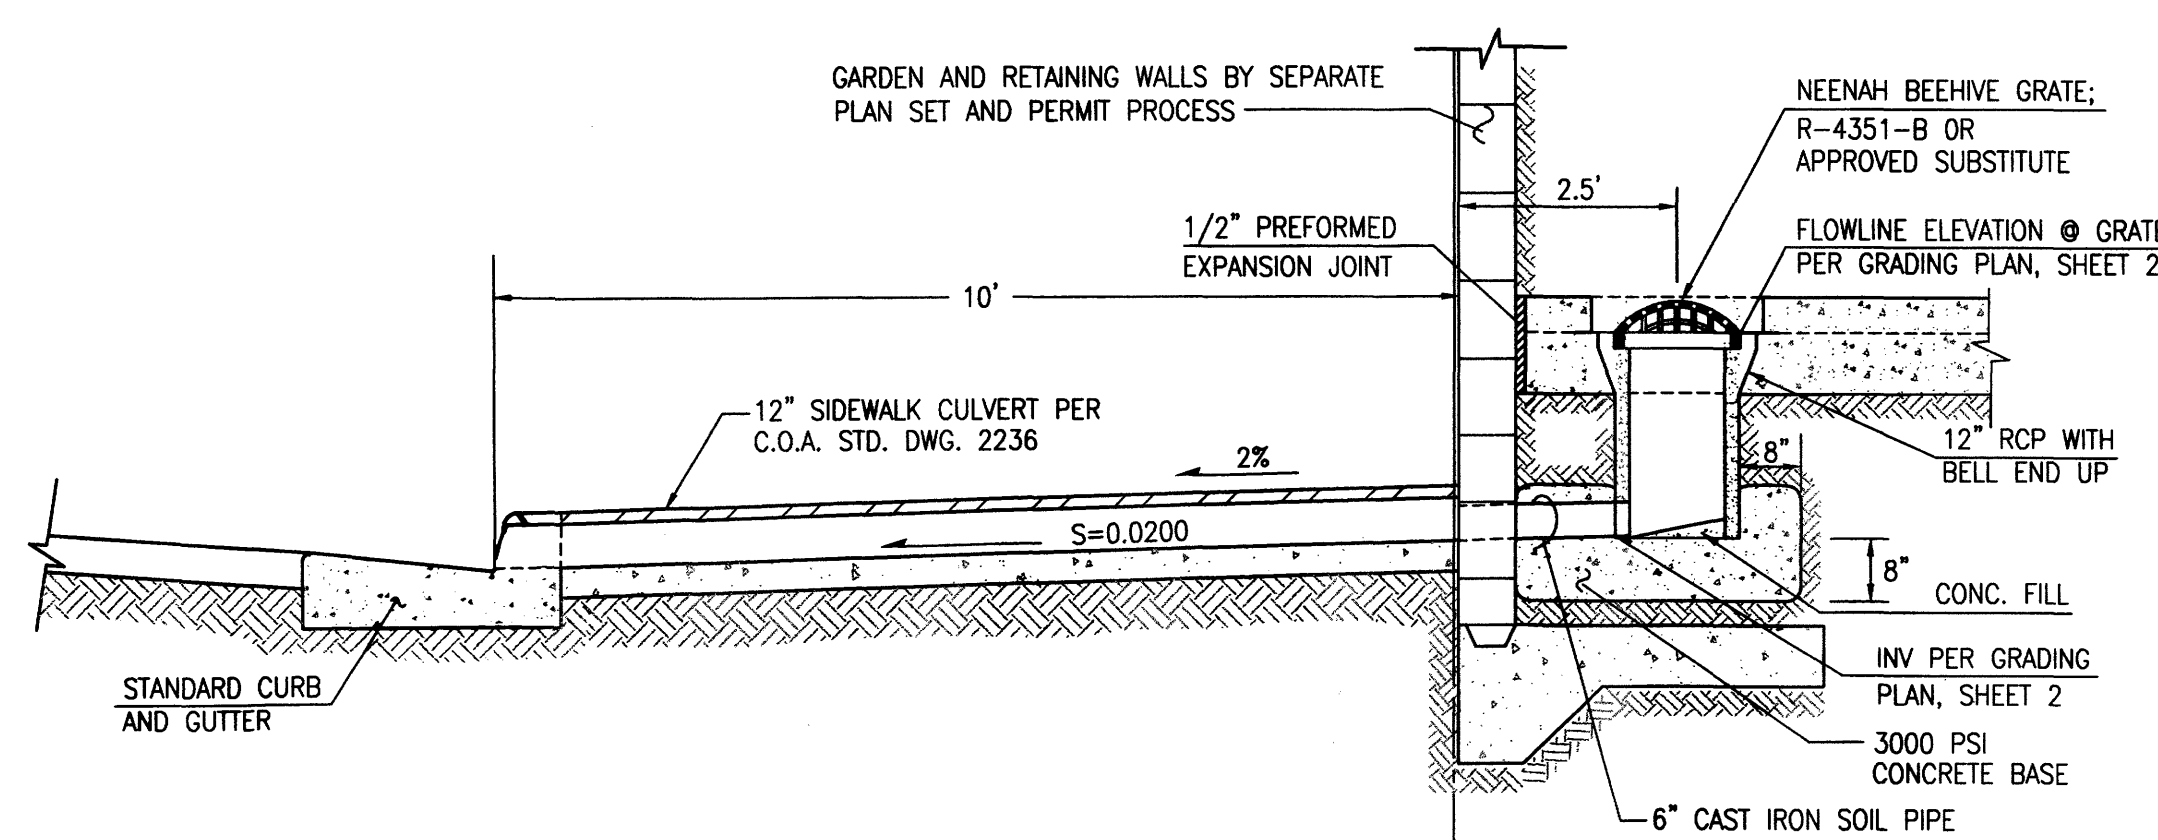 GARDEN AND RETAINING WALLS BY SEPARATE
PLAN SET AND PERMIT PROCESS
NEENAH BEEHIVE GRATE;
R-4351-B OR
APPROVED SUBSTITUTE
2.5'
1/2" PREFORMED
EXPANSION JOINT
FLOWLINE ELEVATION @ GRATE
PER GRADING PLAN, SHEET 2
10'
12" SIDEWALK CULVERT PER
C.O.A. STD. DWG. 2236
2%
S=0.0200
12" RCP WITH
BELL END UP
8"
8"
CONC. FILL
INV PER GRADING
PLAN, SHEET 2
STANDARD CURB
AND GUTTER
3000 PSI
CONCRETE BASE
6" CAST IRON SOIL PIPE